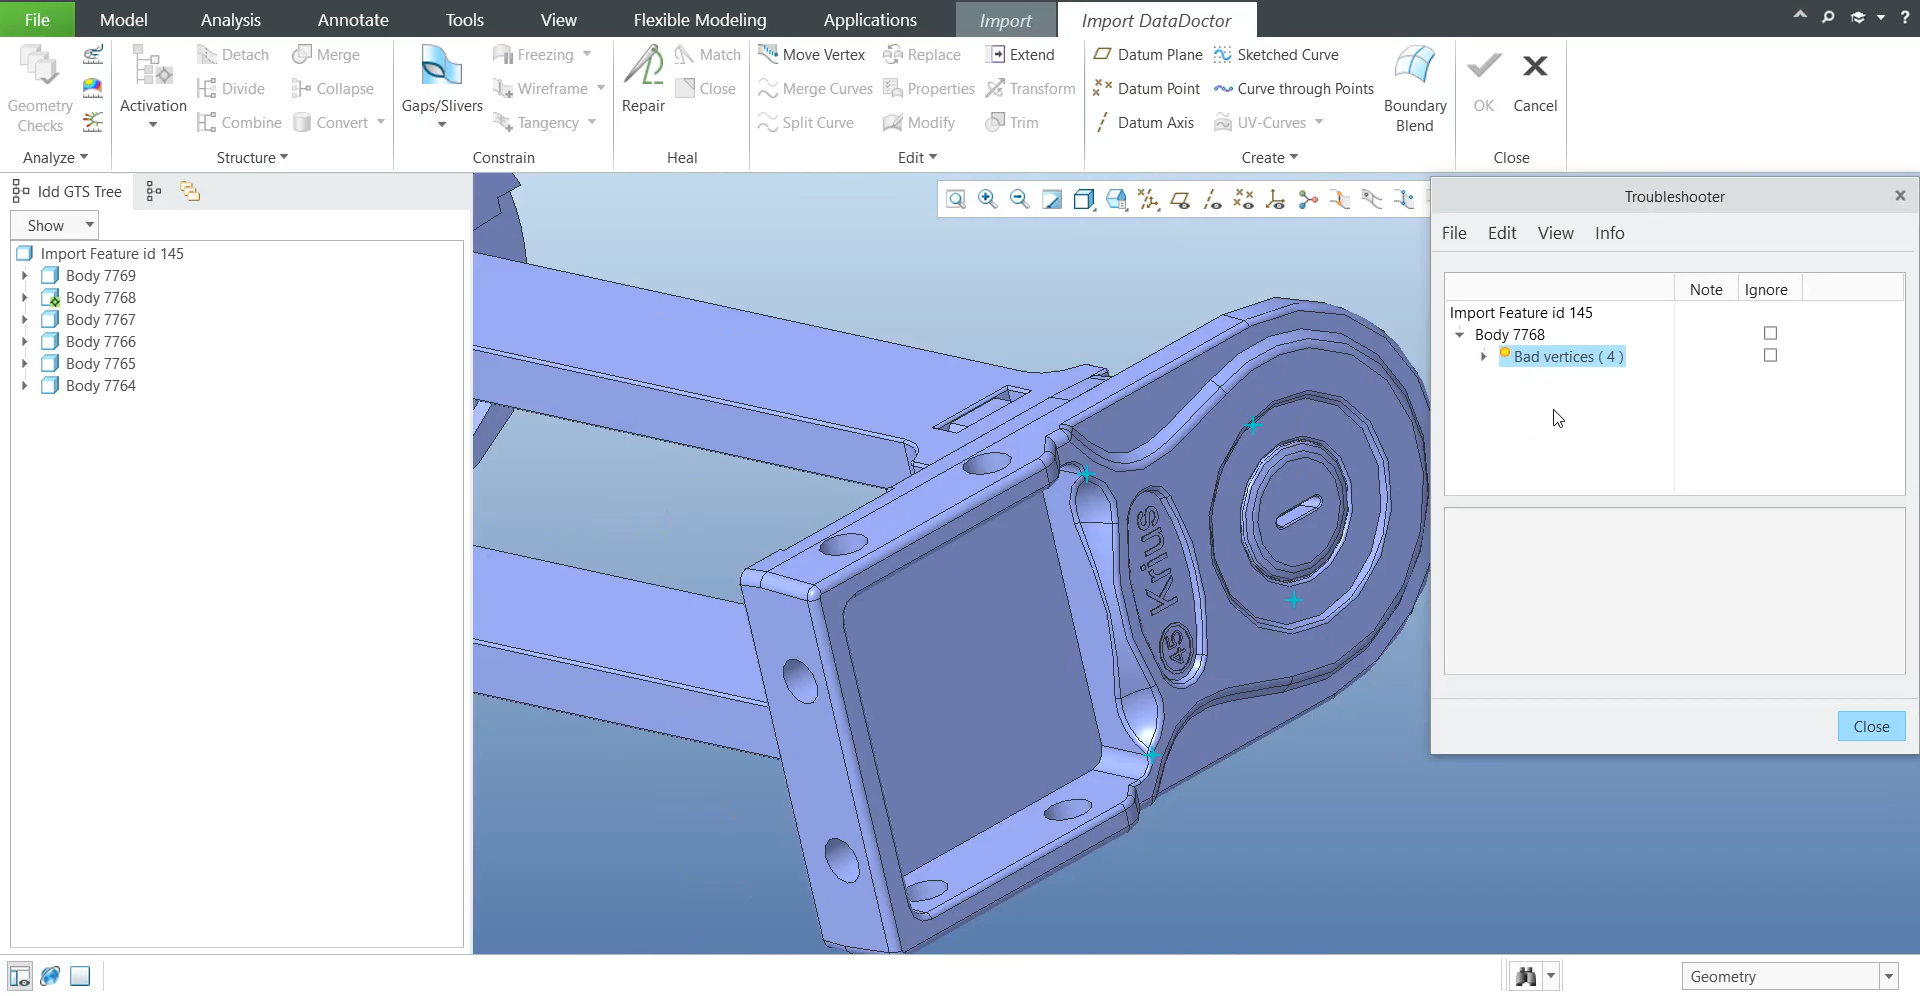 File Model Analysis Annotate Tools View Flexible Modeling Applications Import Import DataDoctor
Geometry Checks
Analyze
Activation
Detach
Divide
Combine
Merge
Collapse
Convert
Structure
Gaps/Slivers
Freezing
Wireframe
Tangency
Constrain
Repair
Match
Close
Heal
Move Vertex
Merge Curves
Split Curve
Replace
Properties
Modify
Extend
Transform
Trim
Edit
Datum Plane
Datum Point
Datum Axis
Sketched Curve
Curve through Points
UV-Curves
Boundary Blend
Create
OK
Cancel
Close
Idd GTS Tree
Show
Import Feature id 145
Body 7769
Body 7768
Body 7767
Body 7766
Body 7765
Body 7764
Krius
45
Troubleshooter
File Edit View Info
Note Ignore
Import Feature id 145
Body 7768
Bad vertices ( 4 )
Close
Geometry